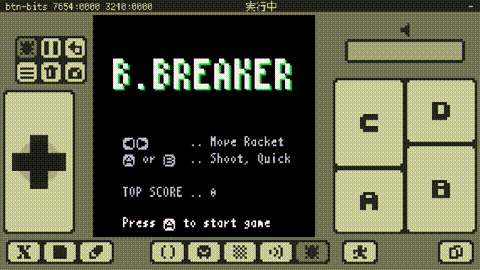 btn-bits 7654:0000 3210:0000 実行中 -
B.BREAKER
.. Move Racket
A or B .. Shoot, Quick
TOP SCORE .. 0
Press A to start game
C
D
A
B
X
()